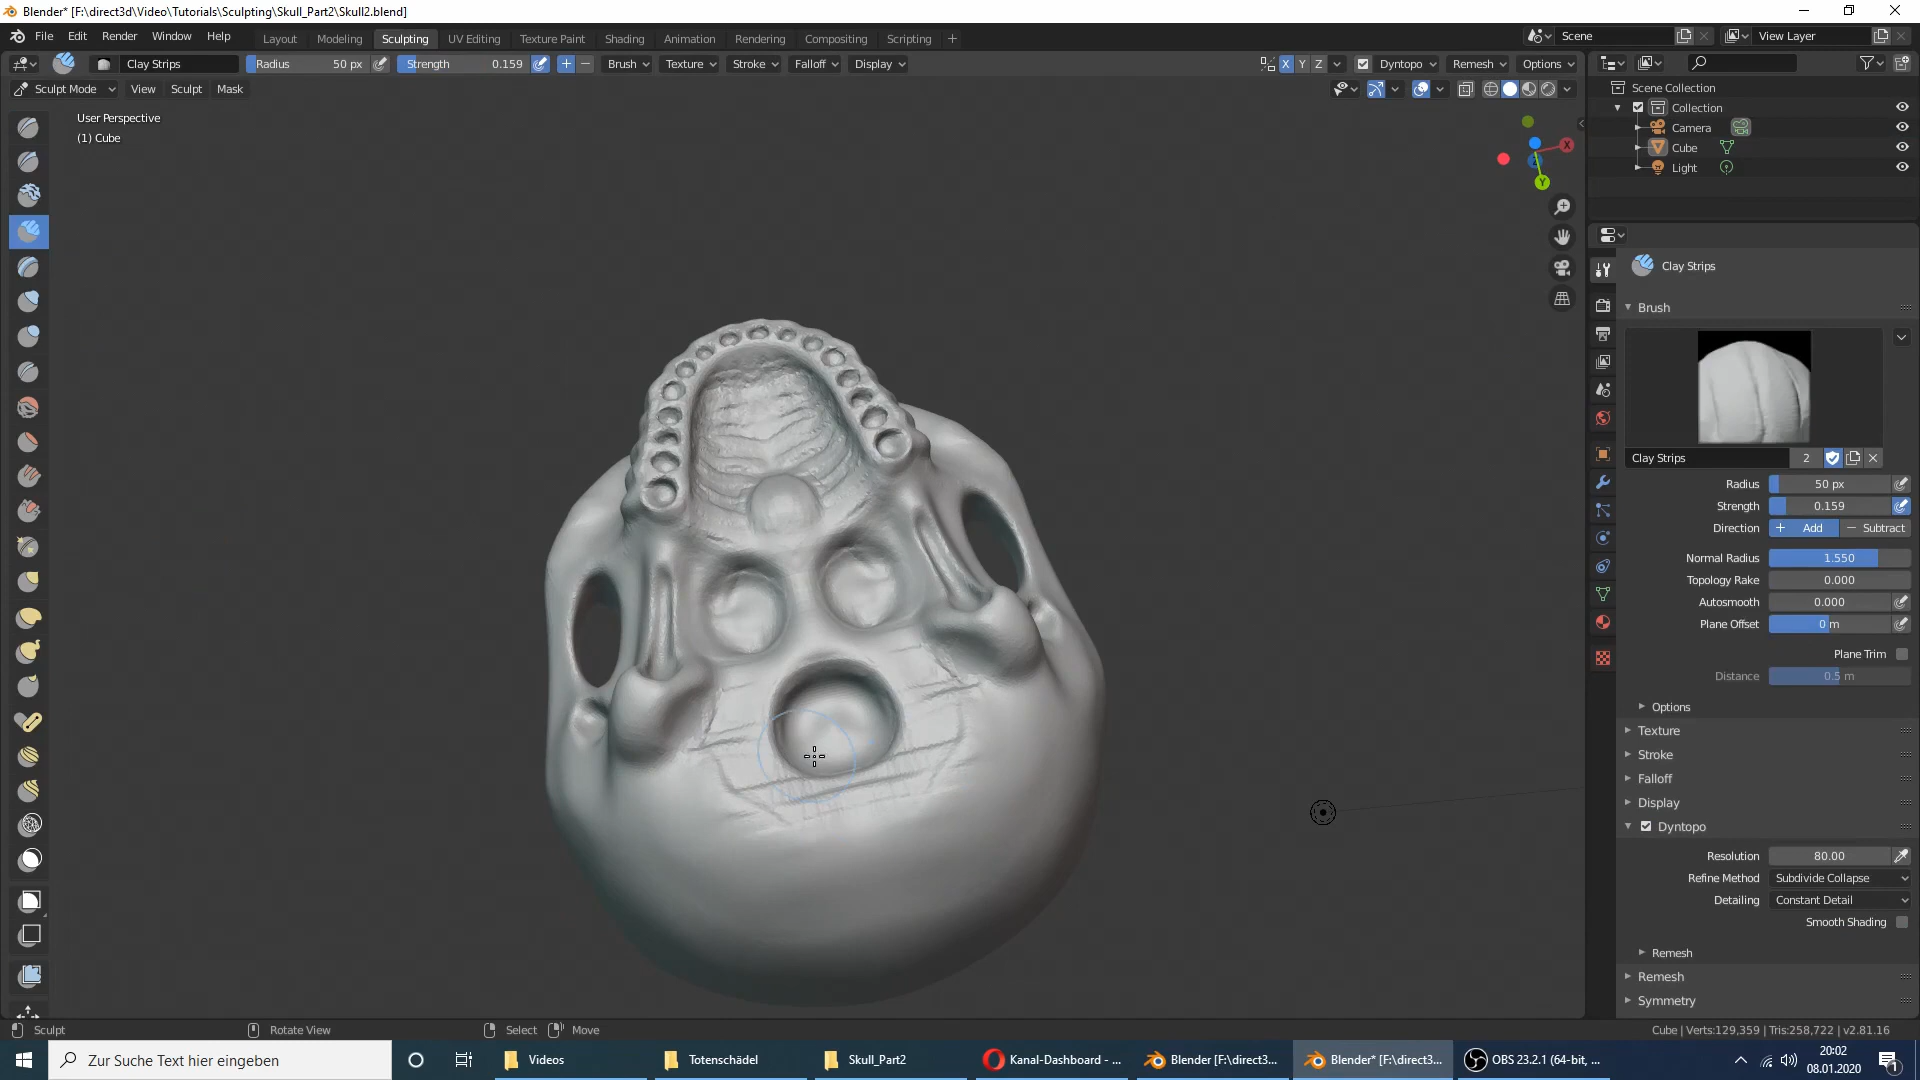 Blender* [F:\direct3d\Video\Tutorials\Sculpting\Skull_Part2\Skull2.blend]
File Edit Render Window Help Layout Modeling Sculpting UV Editing Texture Paint Shading Animation Rendering Compositing Scripting + Scene View Layer
Clay Strips Radius 50 px Strength 0.159 + − Brush Texture Stroke Falloff Display X Y Z Dyntopo Remesh Options
Sculpt Mode View Sculpt Mask
User Perspective
(1) Cube
X
Y
Z
Scene Collection
Collection
Camera
Cube
Light
Clay Strips
Brush
Clay Strips 2
Radius 50 px
Strength 0.159
Direction + Add − Subtract
Normal Radius 1.550
Topology Rake 0.000
Autosmooth 0.000
Plane Offset 0 m
Plane Trim
Distance 0.5 m
Options
Texture
Stroke
Falloff
Display
Dyntopo
Resolution 80.00
Refine Method Subdivide Collapse
Detailing Constant Detail
Smooth Shading
Remesh
Remesh
Symmetry
Sculpt Rotate View Select Move Cube | Verts:129,359 | Tris:258,722 | v2.81.16
Zur Suche Text hier eingeben Videos Totenschädel Skull_Part2 Kanal-Dashboard - ... Blender [F:\direct3... Blender* [F:\direct3... OBS 23.2.1 (64-bit, ... 20:02
08.01.2020 1